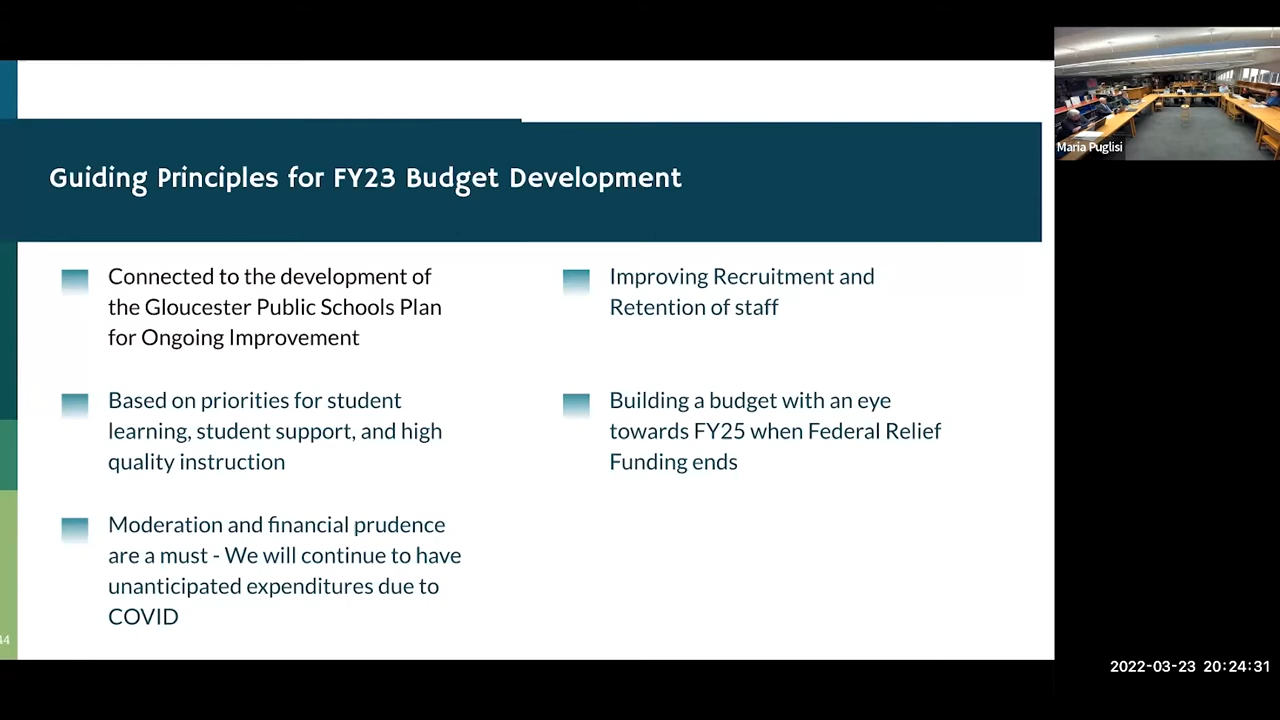 Guiding Principles for FY23 Budget Development
Connected to the development of
the Gloucester Public Schools Plan
for Ongoing Improvement
Based on priorities for student
learning, student support, and high
quality instruction
Moderation and financial prudence
are a must - We will continue to have
unanticipated expenditures due to
COVID
Improving Recruitment and
Retention of staff
Building a budget with an eye
towards FY25 when Federal Relief
Funding ends
Maria Puglisi
2022-03-23 20:24:31